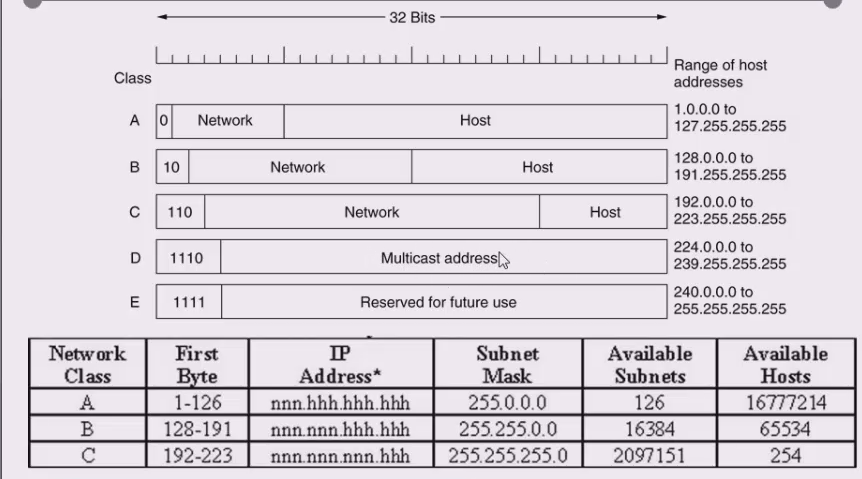 32 Bits
Class
Range of host
addresses
A 0 Network Host 1.0.0.0 to
127.255.255.255
B 10 Network Host 128.0.0.0 to
191.255.255.255
C 110 Network Host 192.0.0.0 to
223.255.255.255
D 1110 Multicast address 224.0.0.0 to
239.255.255.255
E 1111 Reserved for future use 240.0.0.0 to
255.255.255.255
Network First IP Subnet Available Available
Class Byte Address* Mask Subnets Hosts
A 1-126 nnn.hhh.hhh.hhh 255.0.0.0 126 16777214
B 128-191 nnn.nnn.hhh.hhh 255.255.0.0 16384 65534
C 192-223 nnn.nnn.nnn.hhh 255.255.255.0 2097151 254